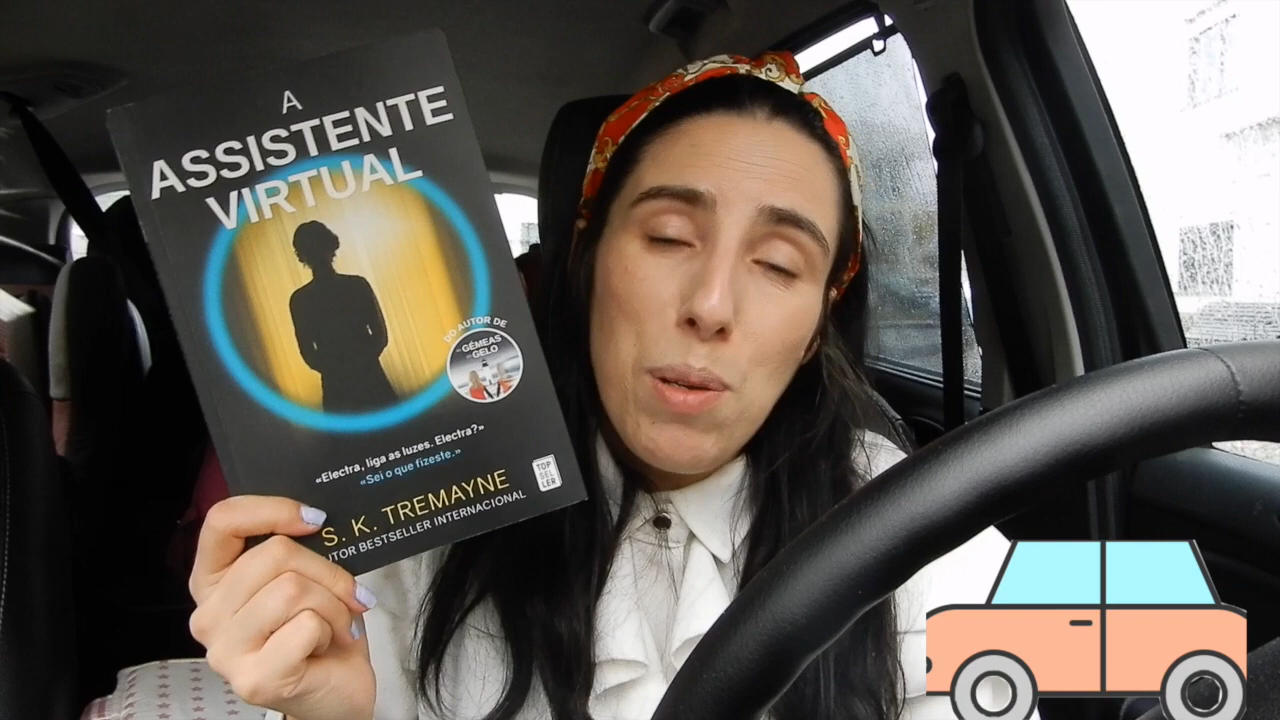 A
ASSISTENTE
VIRTUAL
DO AUTOR DE
GÉMEAS
GELO
«Electra, liga as luzes. Electra?»
«Sei o que fizeste.»
TOP
SEL
LER
S. K. TREMAYNE
UTOR BESTSELLER INTERNACIONAL